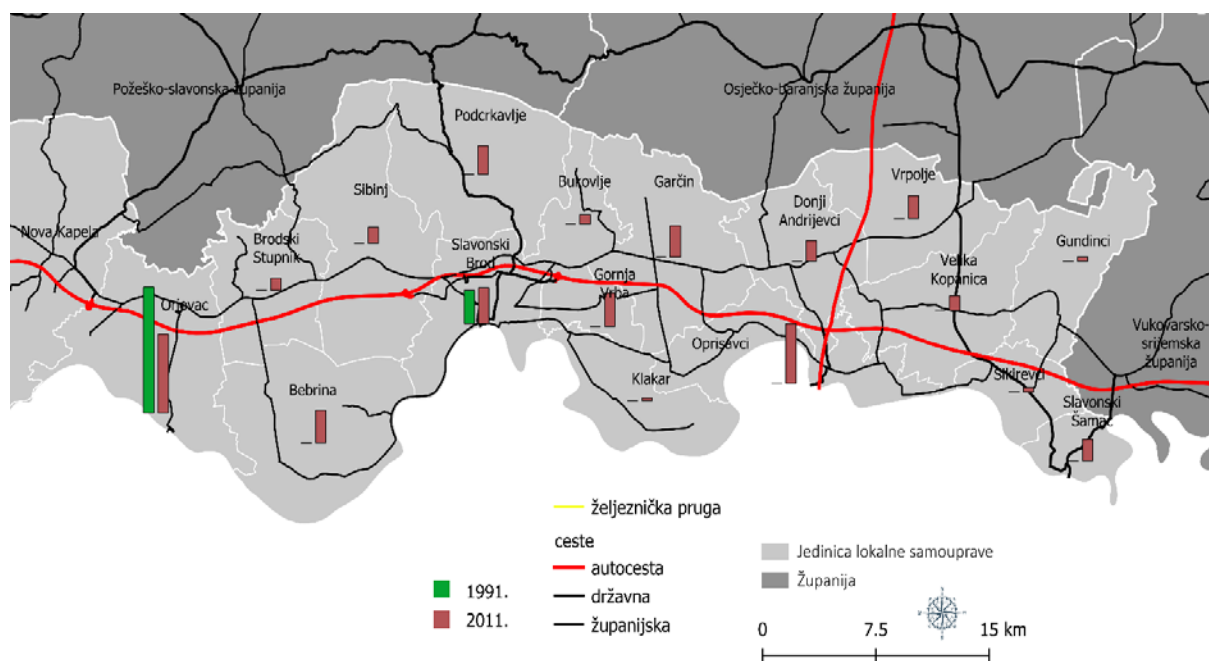 Požeško-slavonska županija
Osječko-baranjska županija
Podcrkavlje
Sibinj
Bukovlje
Garčin
Vrpolje
Donji
Andrijevci
Nova Kapela
Brodski
Stupnik
Slavonski
Brod
Gundinci
Velika
Kopanica
Gornja
Vrba
Oriovac
Oprisavci
Vukovarsko-
srijemska
županija
Bebrina
Klakar
Sikirevci
Slavonski
Šamac
željeznička pruga
ceste
autocesta
državna
županijska
1991.
2011.
Jedinica lokalne samouprave
Županija
0 7.5 15 km